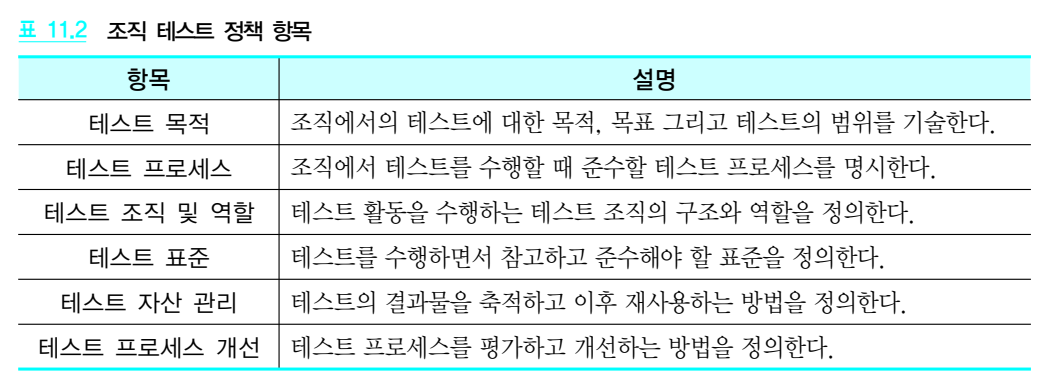 표 11.2 조직 테스트 정책 항목
항목 설명
테스트 목적 조직에서의 테스트에 대한 목적, 목표 그리고 테스트의 범위를 기술한다.
테스트 프로세스 조직에서 테스트를 수행할 때 준수할 테스트 프로세스를 명시한다.
테스트 조직 및 역할 테스트 활동을 수행하는 테스트 조직의 구조와 역할을 정의한다.
테스트 표준 테스트를 수행하면서 참고하고 준수해야 할 표준을 정의한다.
테스트 자산 관리 테스트의 결과물을 축적하고 이후 재사용하는 방법을 정의한다.
테스트 프로세스 개선 테스트 프로세스를 평가하고 개선하는 방법을 정의한다.